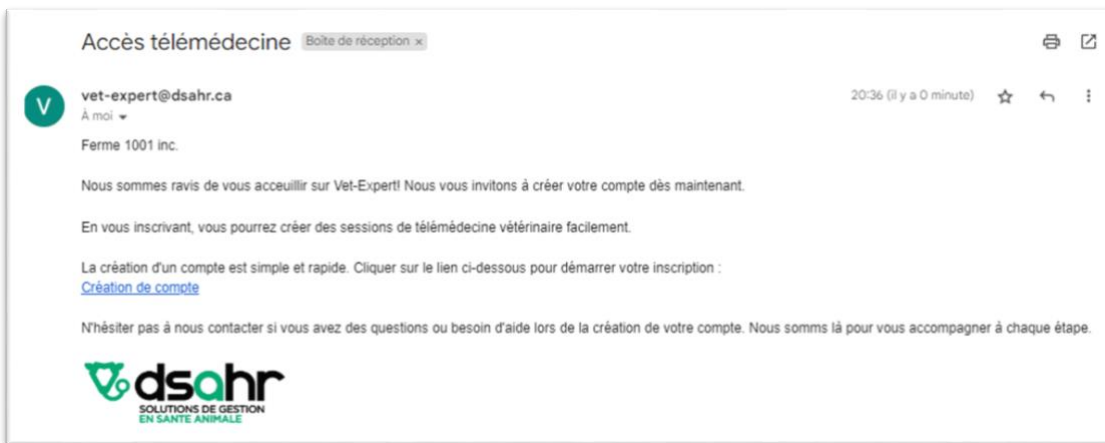 Accès télémédecine Boîte de réception ×
V
vet-expert@dsahr.ca 20:36 (il y a 0 minute)
À moi
Ferme 1001 inc.
Nous sommes ravis de vous acceuillir sur Vet-Expert! Nous vous invitons à créer votre compte dès maintenant.
En vous inscrivant, vous pourrez créer des sessions de télémédecine vétérinaire facilement.
La création d'un compte est simple et rapide. Cliquer sur le lien ci-dessous pour démarrer votre inscription :
Création de compte
N'hésiter pas à nous contacter si vous avez des questions ou besoin d'aide lors de la création de votre compte. Nous somms là pour vous accompagner à chaque étape.
dsahr
SOLUTIONS DE GESTION
EN SANTE ANIMALE